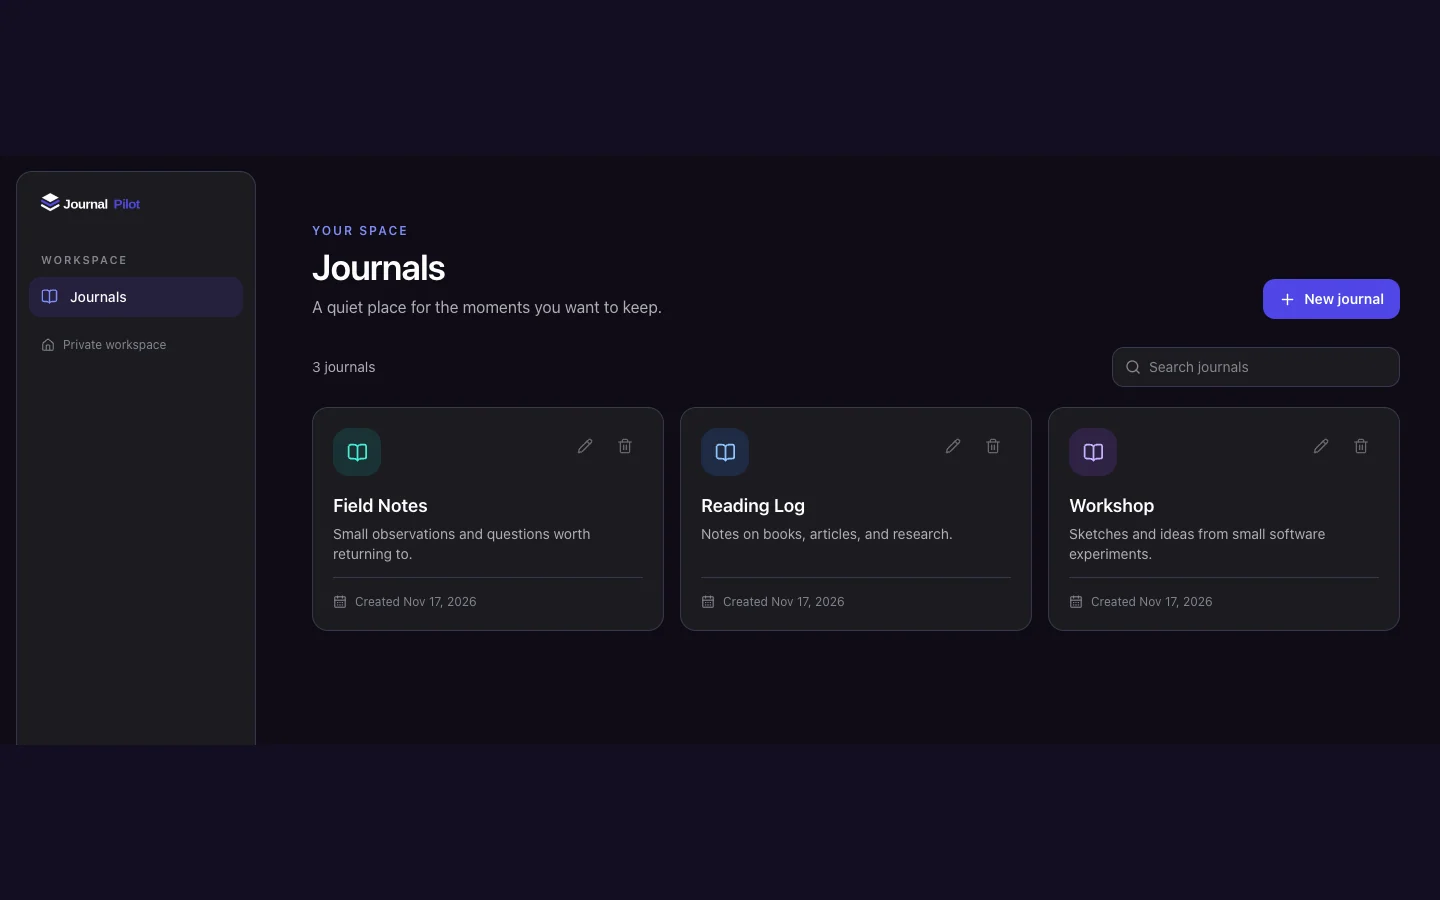 Journal Pilot
WORKSPACE
Journals
Private workspace
YOUR SPACE
Journals
A quiet place for the moments you want to keep.
New journal
3 journals
Search journals
Field Notes
Small observations and questions worth
returning to.
Created Nov 17, 2026
Reading Log
Notes on books, articles, and research.
Created Nov 17, 2026
Workshop
Sketches and ideas from small software
experiments.
Created Nov 17, 2026